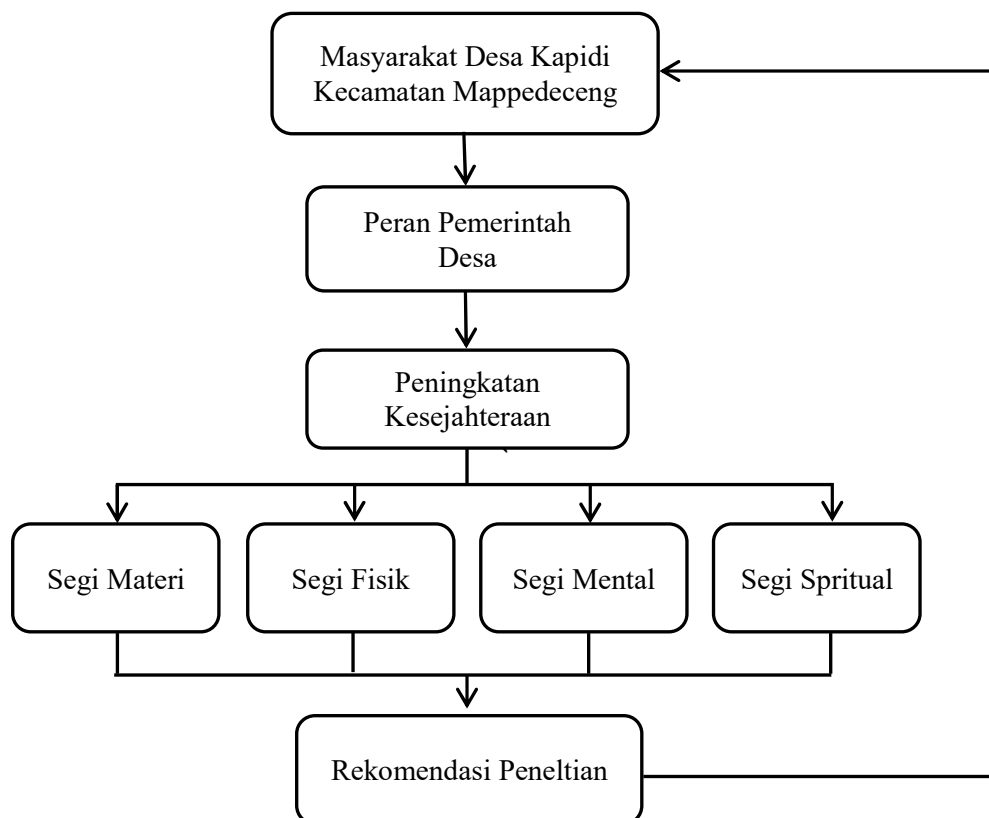 Masyarakat Desa Kapidi
Kecamatan Mappedeceng
Peran Pemerintah
Desa
Peningkatan
Kesejahteraan
Segi Materi
Segi Fisik
Segi Mental
Segi Spritual
Rekomendasi Peneltian